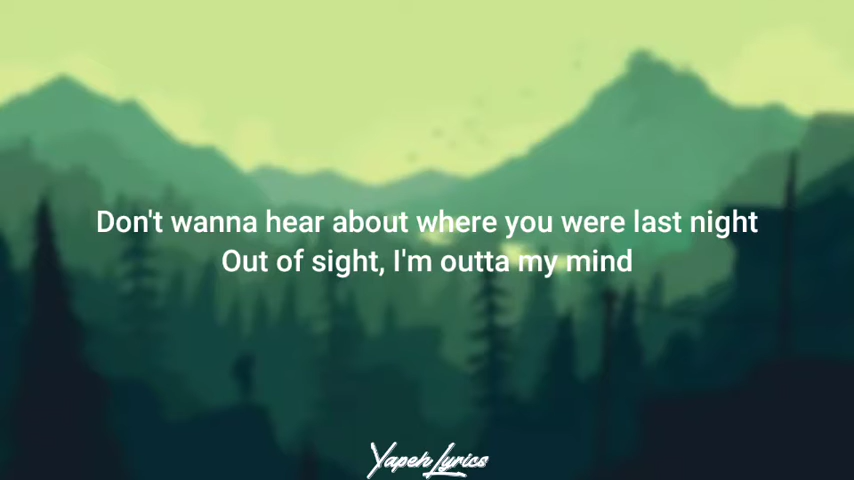 Don't wanna hear about where you were last night
Out of sight, I'm outta my mind
Yapeh Lyrics